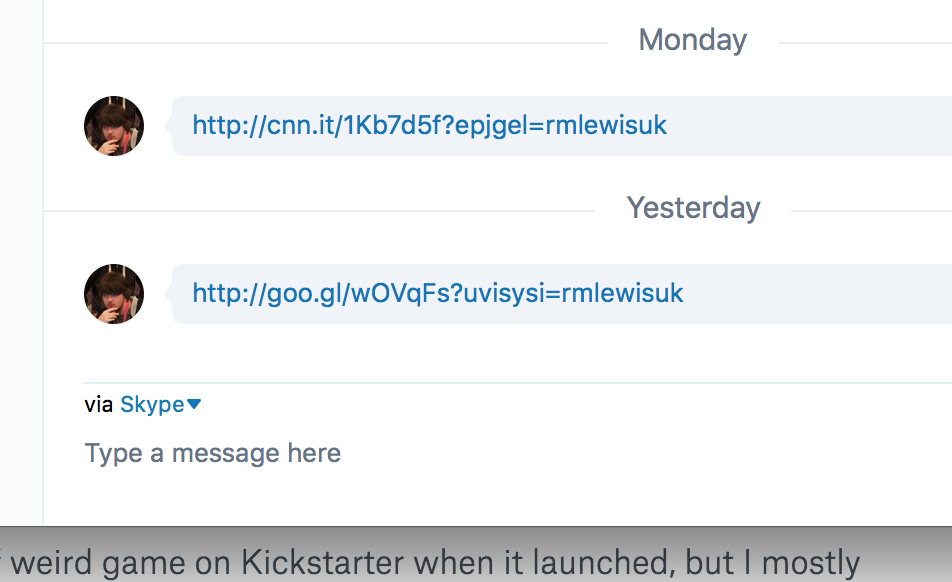 Monday
http://cnn.it/1Kb7d5f?epjgel=rmlewisuk
Yesterday
http://goo.gl/wOVqFs?uvisysi=rmlewisuk
via Skype
Type a message here
weird game on Kickstarter when it launched, but I mostly